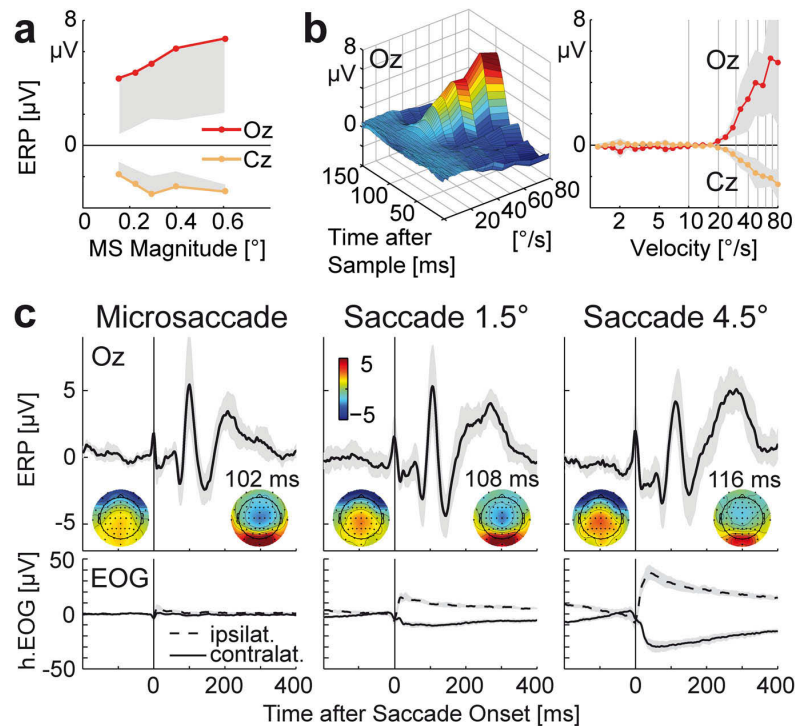 a
8
µV
0
ERP [µV]
Oz
Cz
0 0.2 0.4 0.6
MS Magnitude [°]
b
Oz
8
µV
4
0
150
100
50
Time after
Sample [ms]
20 40 60 80
[°/s]
8
µV
0
Oz
Cz
2 5 10 20 40 80
Velocity [°/s]
c
Microsaccade
Saccade 1.5°
Saccade 4.5°
Oz
5
0
-5
ERP [µV]
6
−5
102 ms
108 ms
116 ms
50
0
-50
h.EOG [µV]
EOG
ipsilat.
contralat.
0 200 400
0 200 400
0 200 400
Time after Saccade Onset [ms]